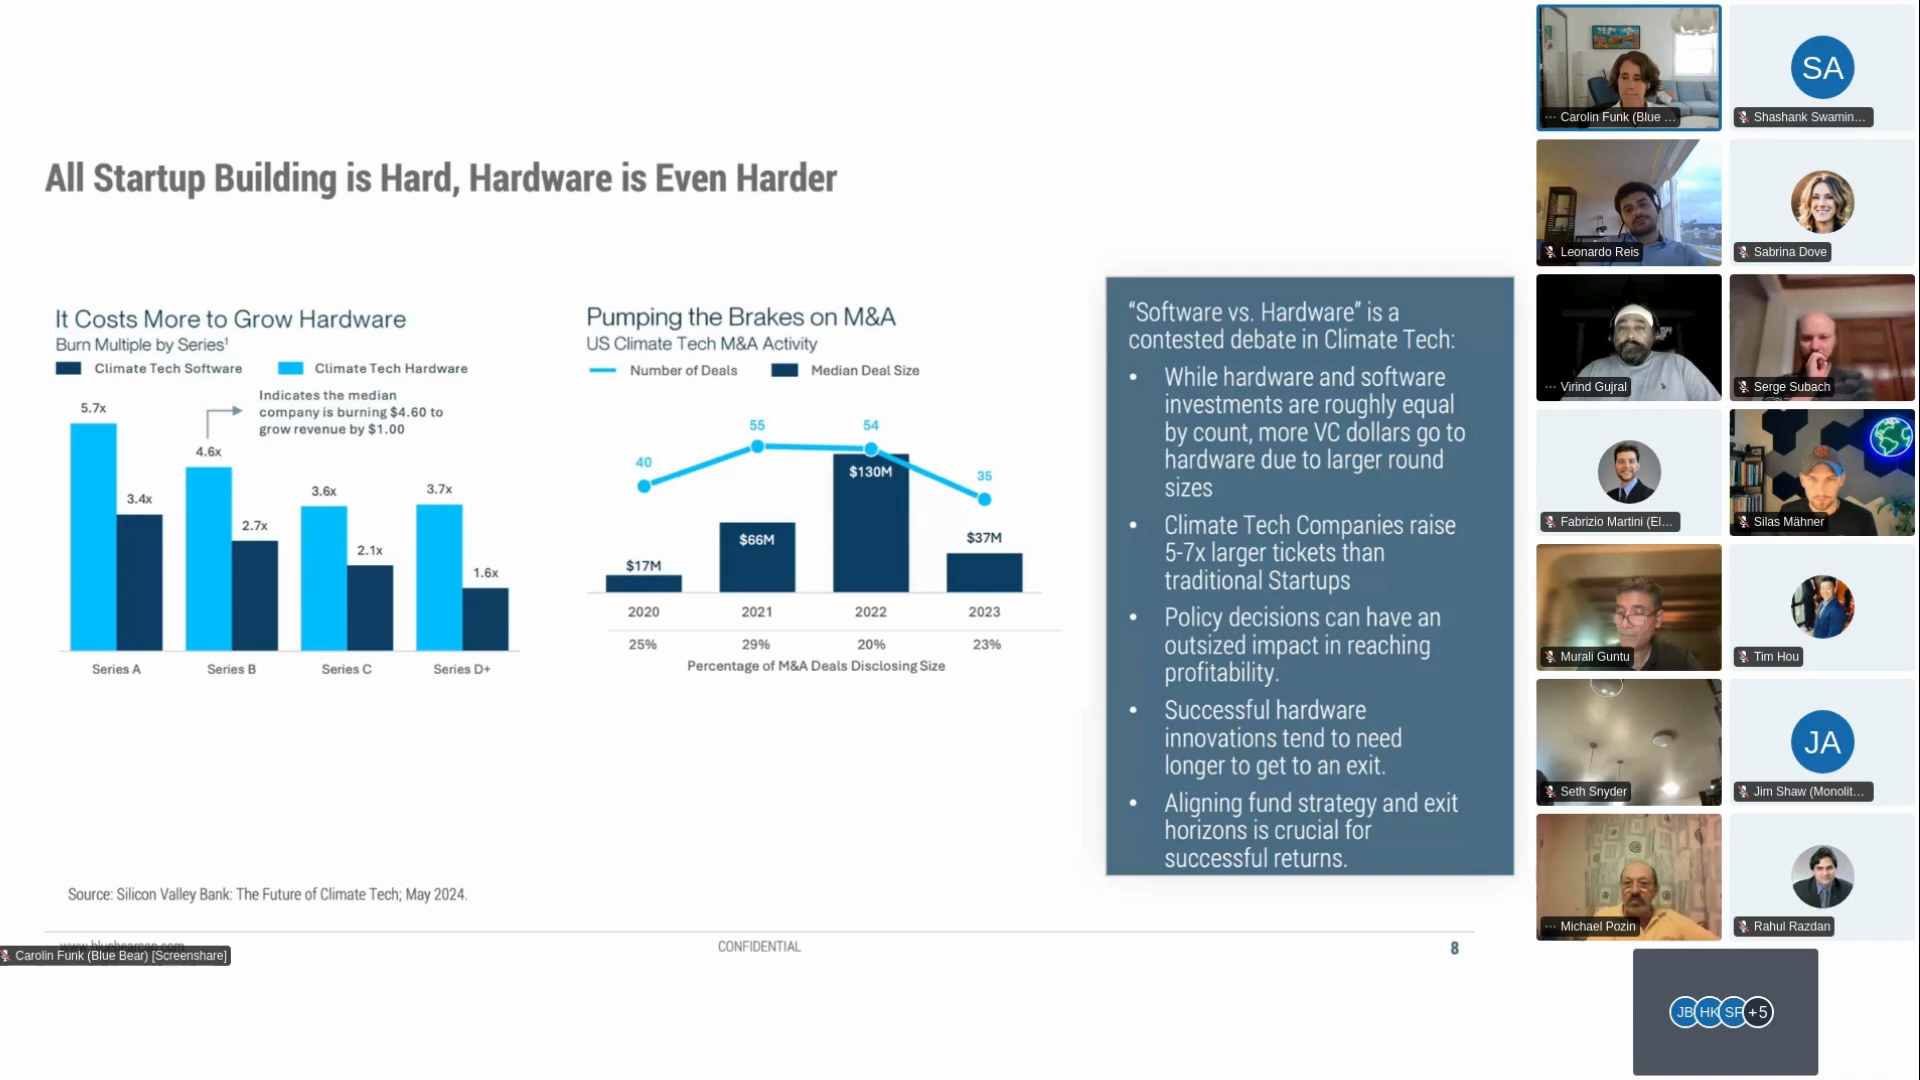 All Startup Building is Hard, Hardware is Even Harder
It Costs More to Grow Hardware
Burn Multiple by Series¹
Climate Tech Software
Climate Tech Hardware
Indicates the median
company is burning $4.60 to
grow revenue by $1.00
5.7x
3.4x
4.6x
2.7x
3.6x
2.1x
3.7x
1.6x
Series A
Series B
Series C
Series D+
Pumping the Brakes on M&A
US Climate Tech M&A Activity
Number of Deals
Median Deal Size
40
55
54
35
$17M
$66M
$130M
$37M
2020
2021
2022
2023
25%
29%
20%
23%
Percentage of M&A Deals Disclosing Size
“Software vs. Hardware” is a
contested debate in Climate Tech:
• While hardware and software
investments are roughly equal
by count, more VC dollars go to
hardware due to larger round
sizes
• Climate Tech Companies raise
5-7x larger tickets than
traditional Startups
• Policy decisions can have an
outsized impact in reaching
profitability.
• Successful hardware
innovations tend to need
longer to get to an exit.
• Aligning fund strategy and exit
horizons is crucial for
successful returns.
Source: Silicon Valley Bank: The Future of Climate Tech; May 2024.
www.bluebearcap.com
CONFIDENTIAL
8
Carolin Funk (Blue Bear) [Screenshare]
Carolin Funk (Blue ...
SA
Shashank Swamin...
Leonardo Reis
Sabrina Dove
Virind Gujral
Serge Subach
Fabrizio Martini (El...
Silas Mähner
Murali Guntu
Tim Hou
Seth Snyder
JA
Jim Shaw (Monolit...
Michael Pozin
Rahul Razdan
JB
HK
SF
+5